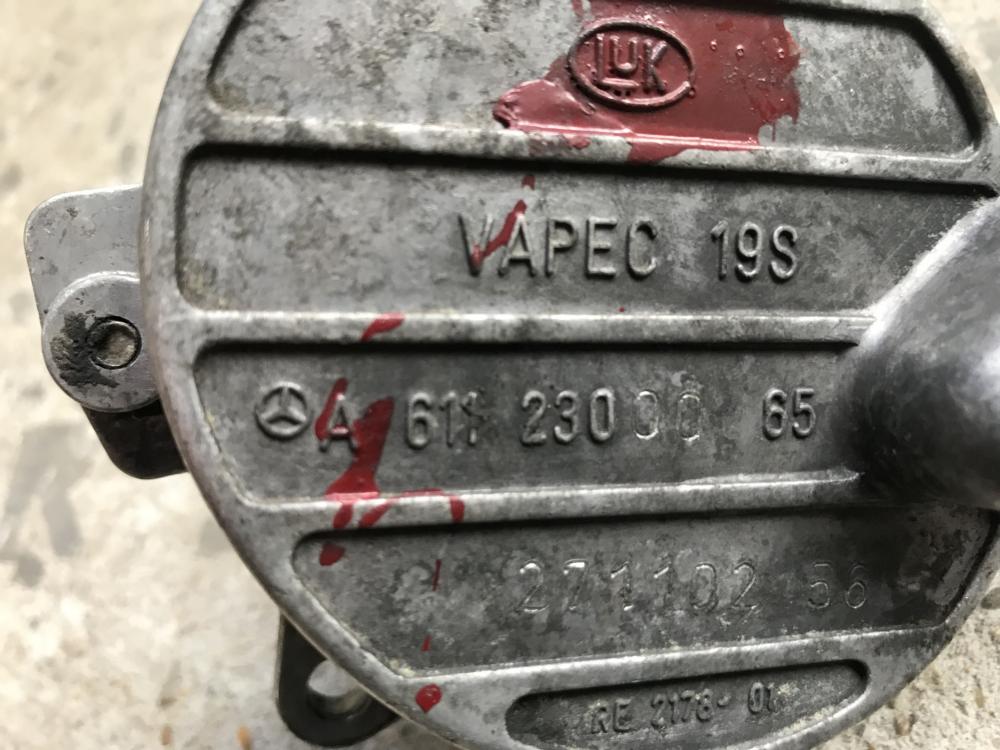 LUK
VAPEC 19S
A 611 230 00 65
271102 56
RE 2178-01